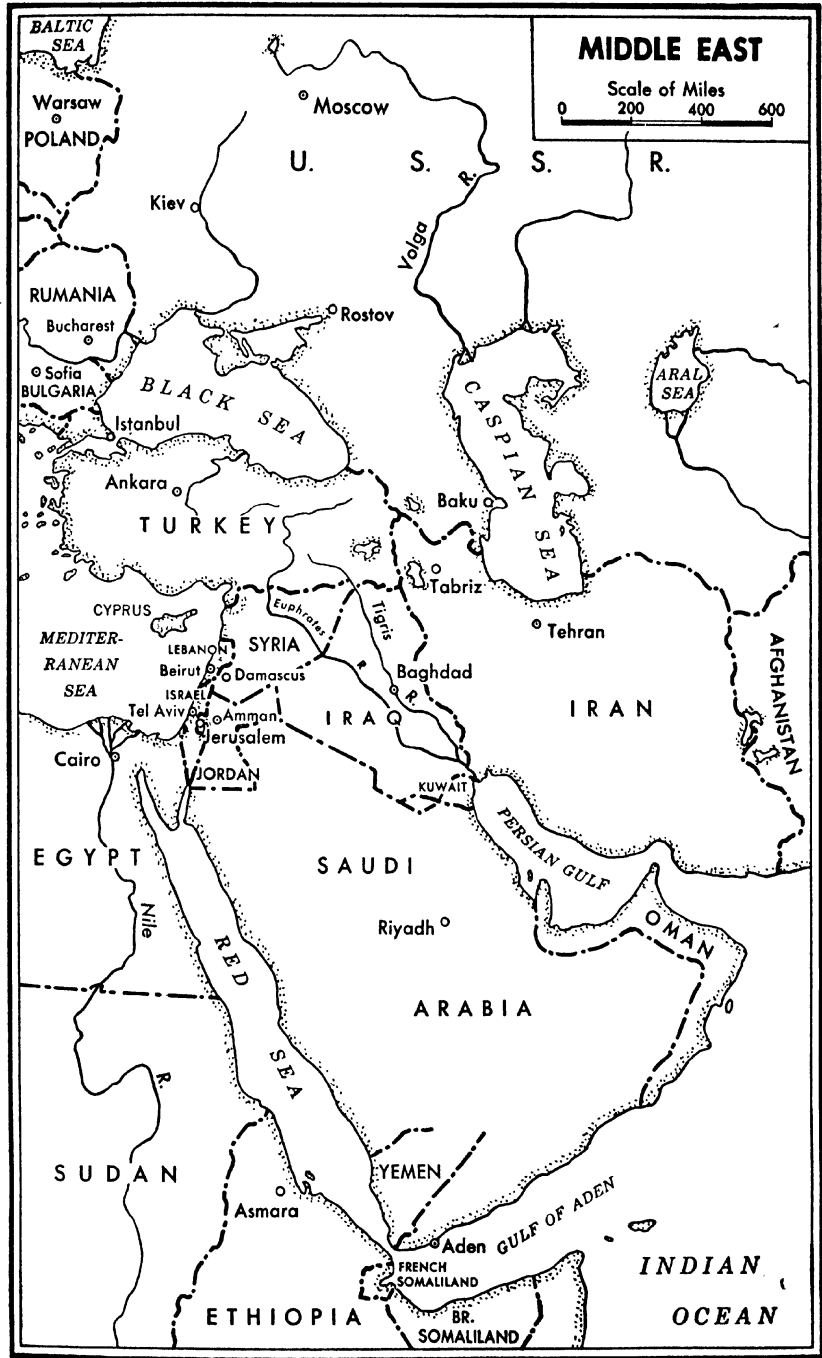 BALTIC
SEA
MIDDLE EAST
Scale of Miles
0 200 400 600
Warsaw
POLAND
Moscow
U. S. S. R.
Kiev
Volga R.
RUMANIA
Bucharest
Rostov
Sofia
BULGARIA
BLACK SEA
CASPIAN SEA
ARAL
SEA
Istanbul
Ankara
Baku
TURKEY
Tabriz
CYPRUS
Euphrates R.
Tigris R.
Tehran
MEDITER-
RANEAN
SEA
LEBANON
SYRIA
Beirut
Damascus
Baghdad
AFGHANISTAN
ISRAEL
Tel Aviv
Amman
IRAQ
IRAN
Jerusalem
Cairo
JORDAN
KUWAIT
PERSIAN GULF
EGYPT
SAUDI
Nile R.
Riyadh
OMAN
RED SEA
ARABIA
SUDAN
YEMEN
Asmara
Aden
GULF OF ADEN
FRENCH
SOMALILAND
INDIAN
OCEAN
ETHIOPIA
BR.
SOMALILAND